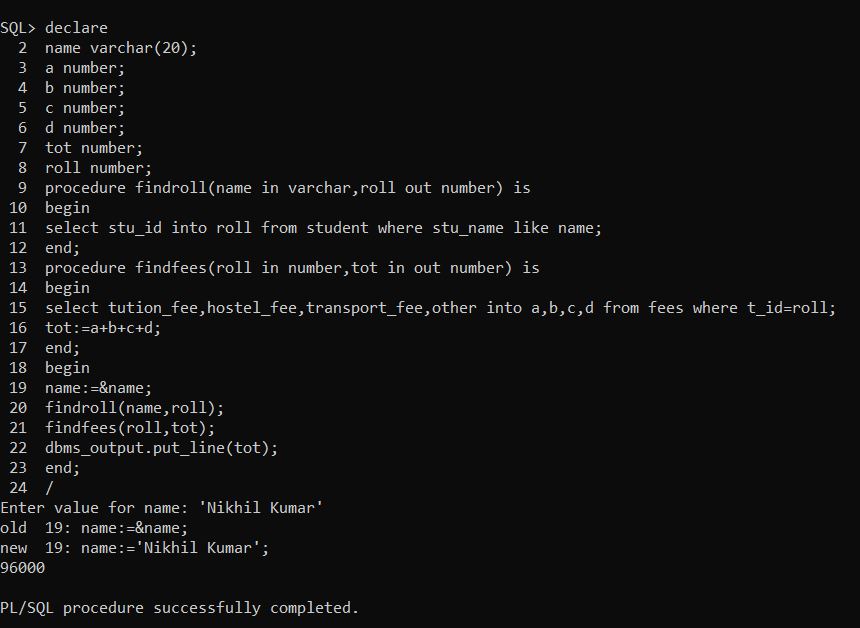 SQL> declare
2 name varchar(20);
3 a number;
4 b number;
5 c number;
6 d number;
7 tot number;
8 roll number;
9 procedure findroll(name in varchar,roll out number) is
10 begin
11 select stu_id into roll from student where stu_name like name;
12 end;
13 procedure findfees(roll in number,tot in out number) is
14 begin
15 select tution_fee,hostel_fee,transport_fee,other into a,b,c,d from fees where t_id=roll;
16 tot:=a+b+c+d;
17 end;
18 begin
19 name:=&name;
20 findroll(name,roll);
21 findfees(roll,tot);
22 dbms_output.put_line(tot);
23 end;
24 /
Enter value for name: 'Nikhil Kumar'
old 19: name:=&name;
new 19: name:='Nikhil Kumar';
96000
PL/SQL procedure successfully completed.